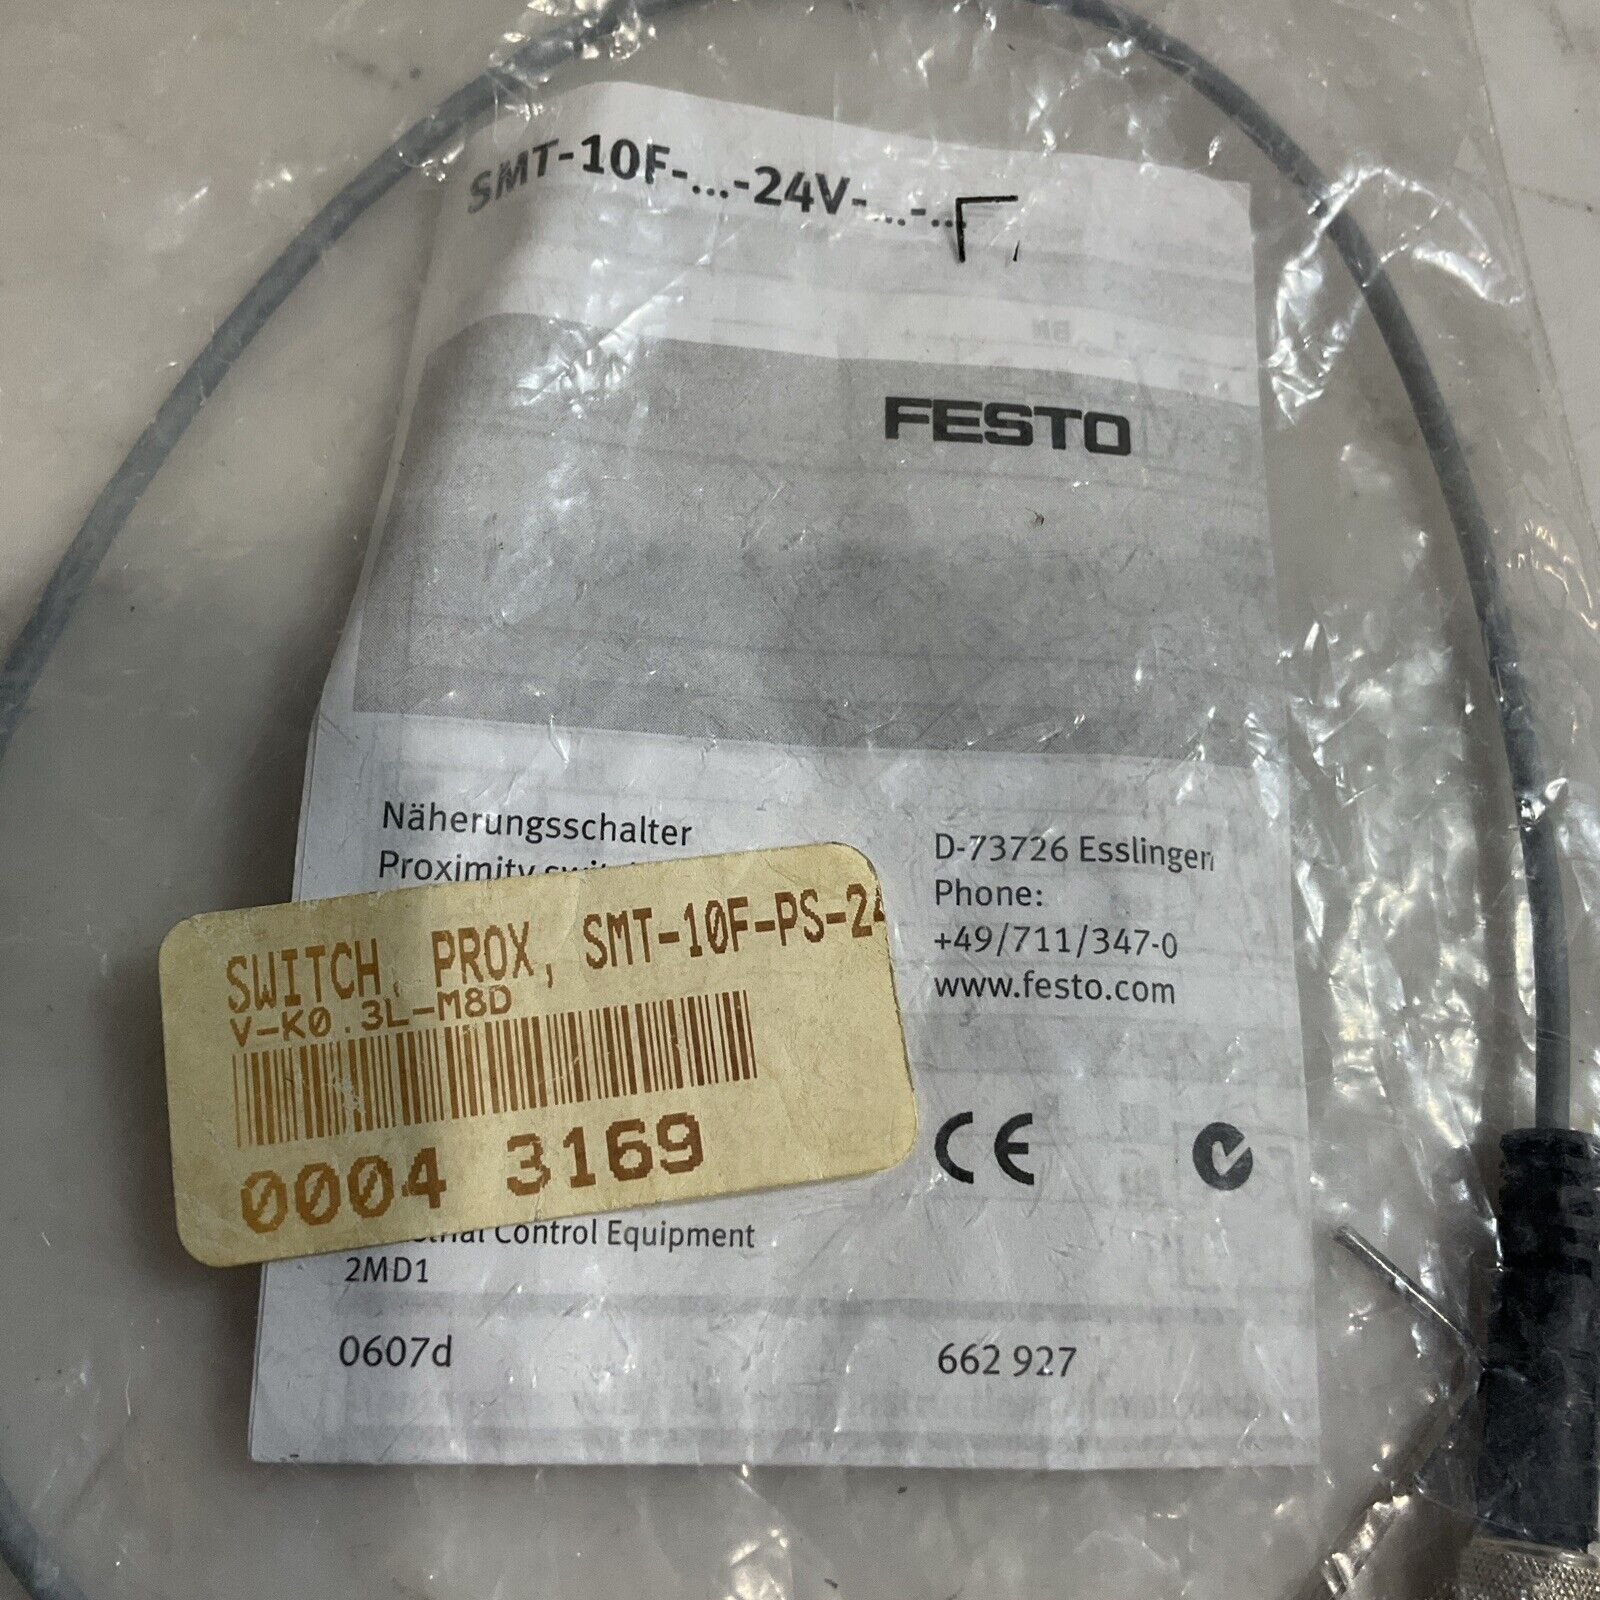 SMT-10F-...-24V-...-...
FESTO
Näherungsschalter
Proximity
D-73726 Esslingen
Phone:
+49/711/347-0
www.festo.com
SWITCH, PROX, SMT-10F-PS-24
V-K0.3L-M8D
0004 3169
CE
Control Equipment
2MD1
0607d
662 927